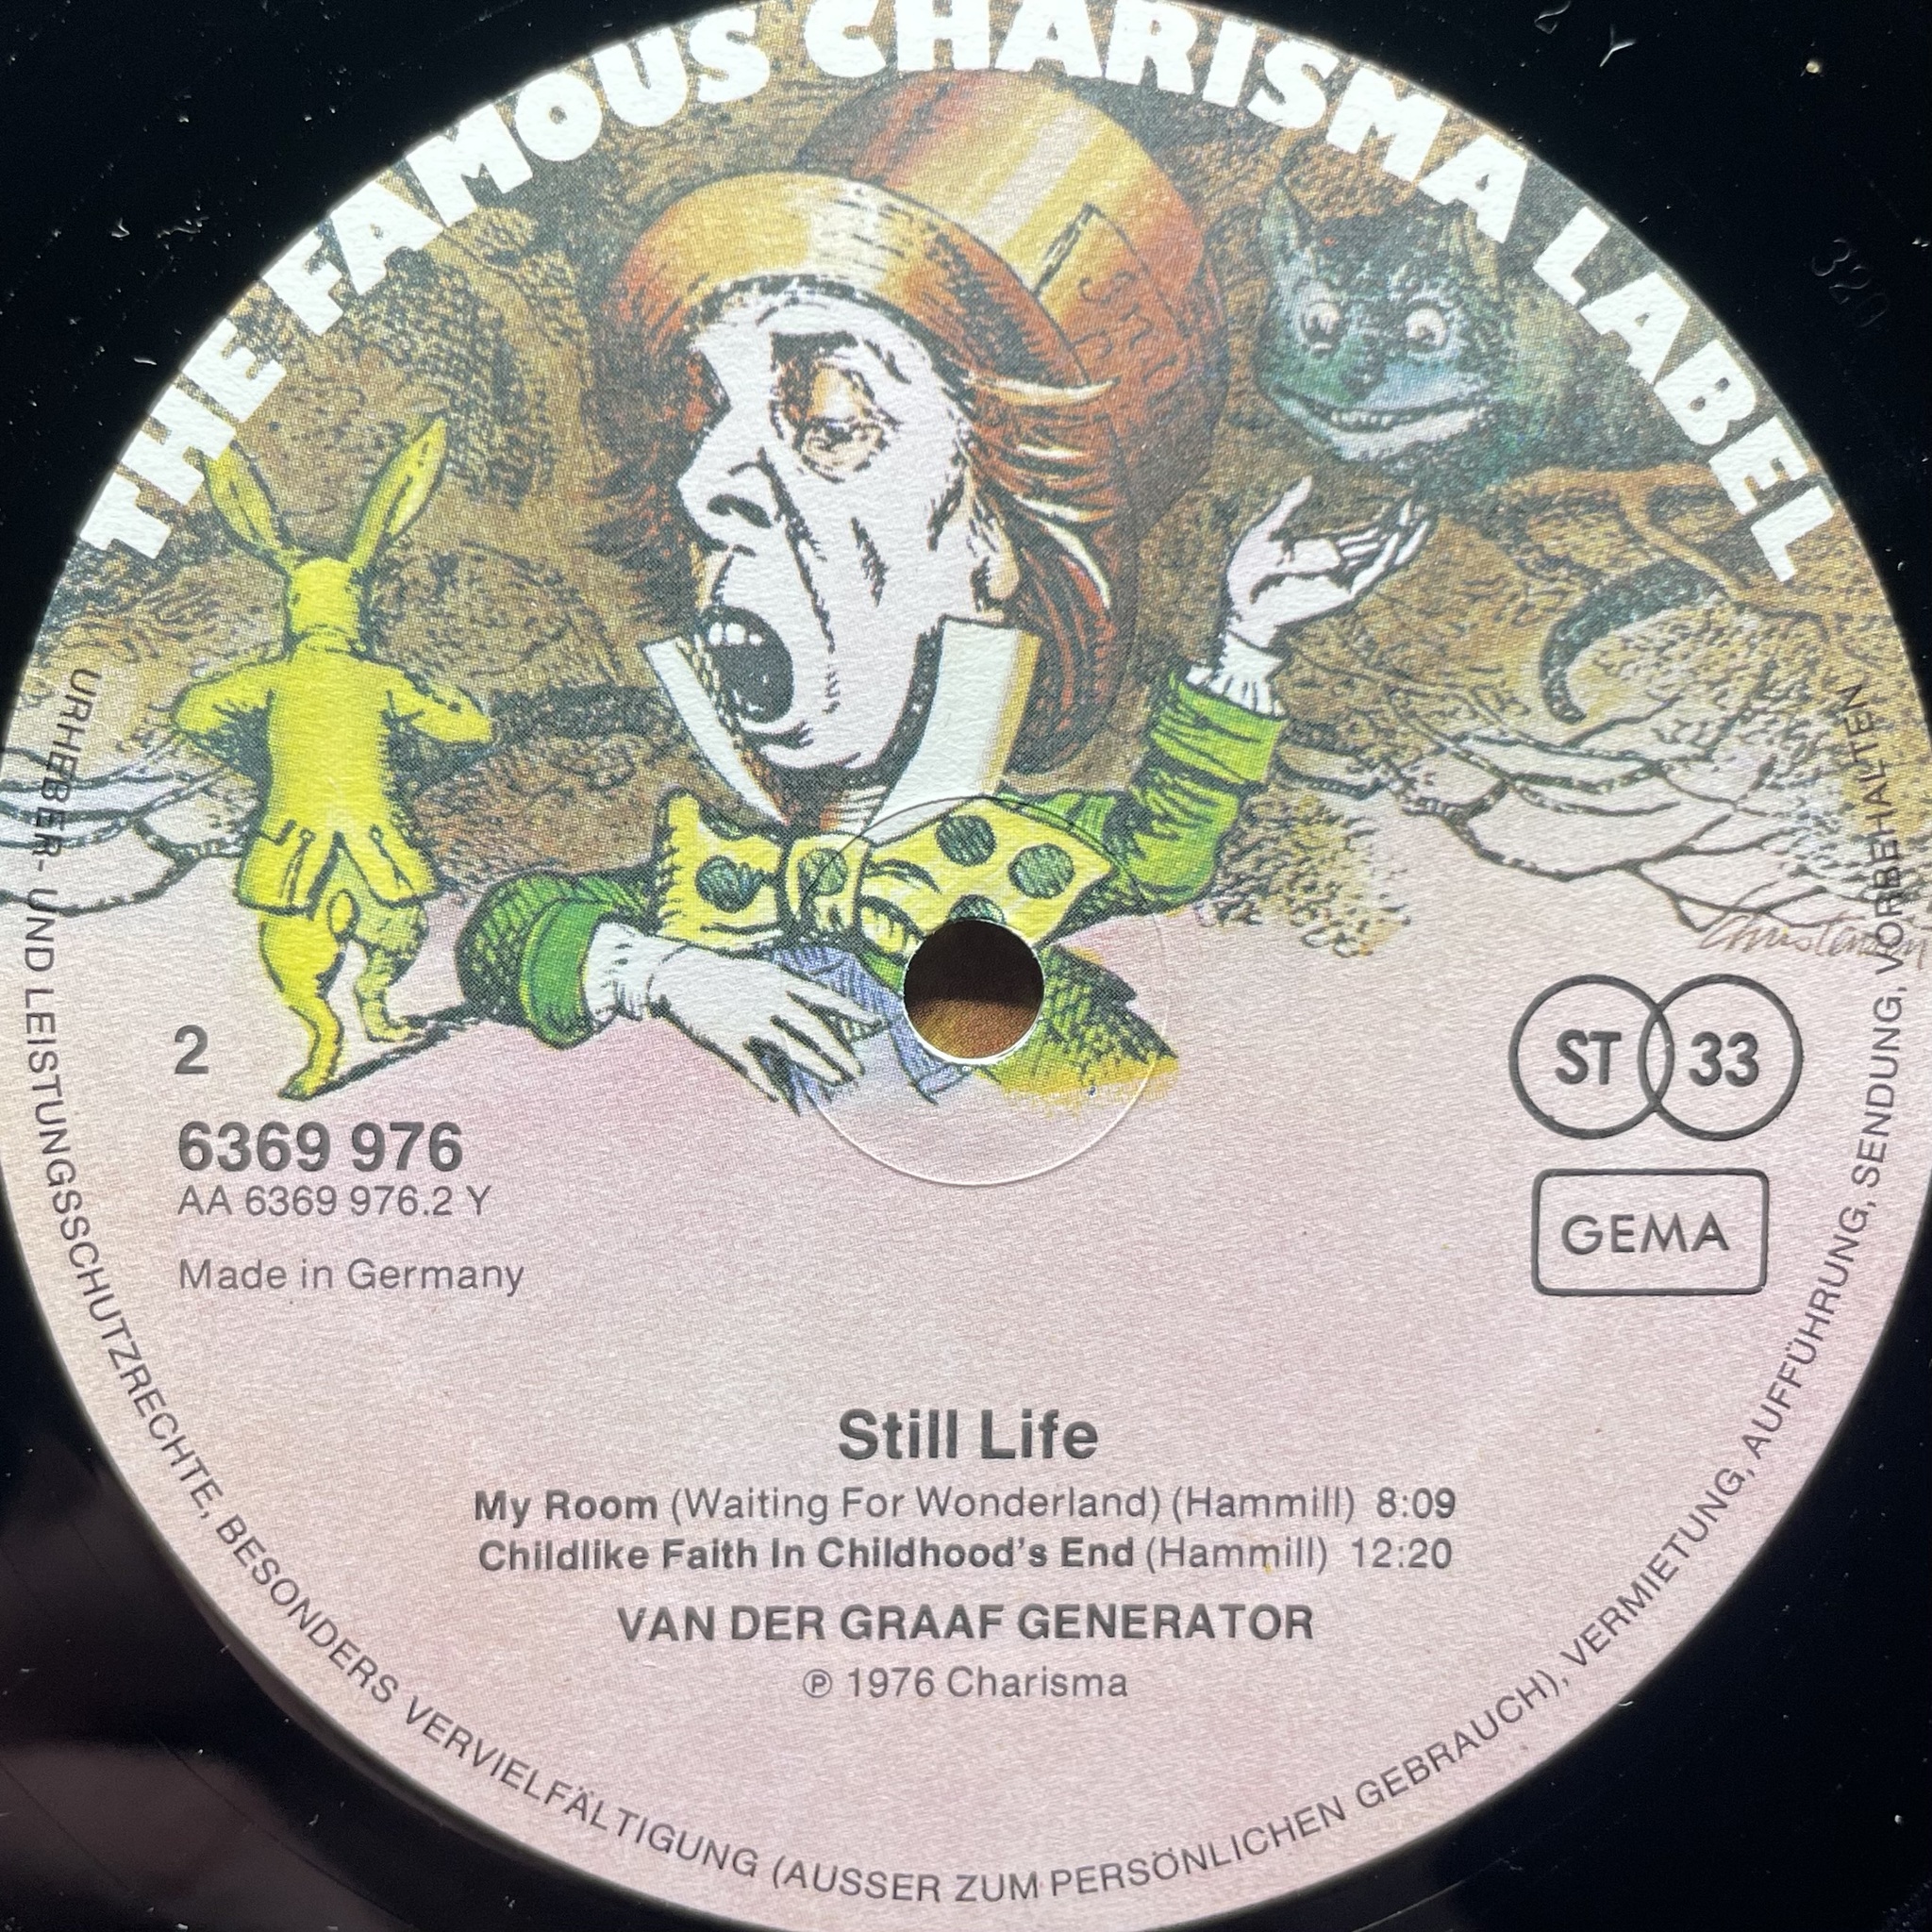 THE FAMOUS CHARISMA LABEL
2
6369 976
AA 6369 976.2 Y
Made in Germany
ST 33
GEMA
Still Life
My Room (Waiting For Wonderland) (Hammill) 8:09
Childlike Faith In Childhood's End (Hammill) 12:20
VAN DER GRAAF GENERATOR
℗ 1976 Charisma
URHEBER- UND LEISTUNGSSCHUTZRECHTE, BESONDERS VERVIELFÄLTIGUNG (AUSSER ZUM PERSÖNLICHEN GEBRAUCH), VERMIETUNG, AUFFÜHRUNG, SENDUNG, VORBEHALTEN